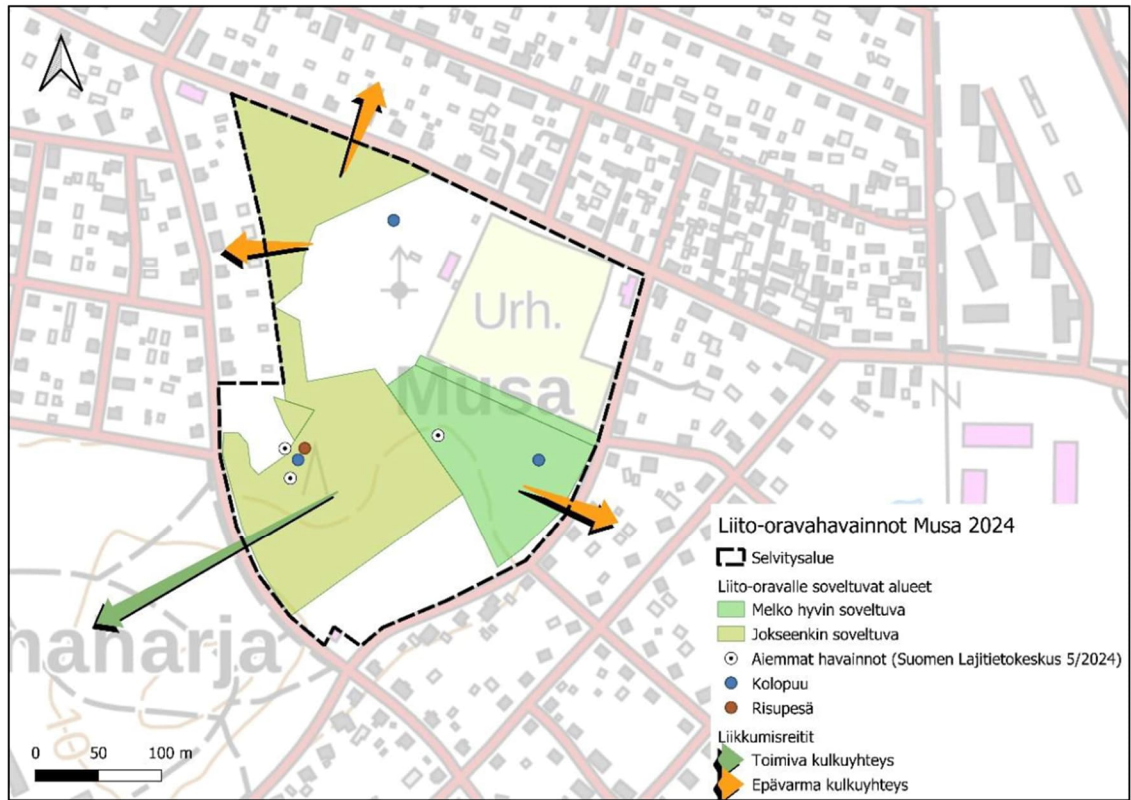 Urh.
Musa
N
Liito-oravahavainnot Musa 2024
Selvitysalue
Liito-oravalle soveltuvat alueet
Melko hyvin soveltuva
Jokseenkin soveltuva
Aiemmat havainnot (Suomen Lajitietokeskus 5/2024)
Kolopuu
Risupesä
Liikkumisreitit
Toimiva kulkuyhteys
Epävarma kulkuyhteys
10
0 50 100 m